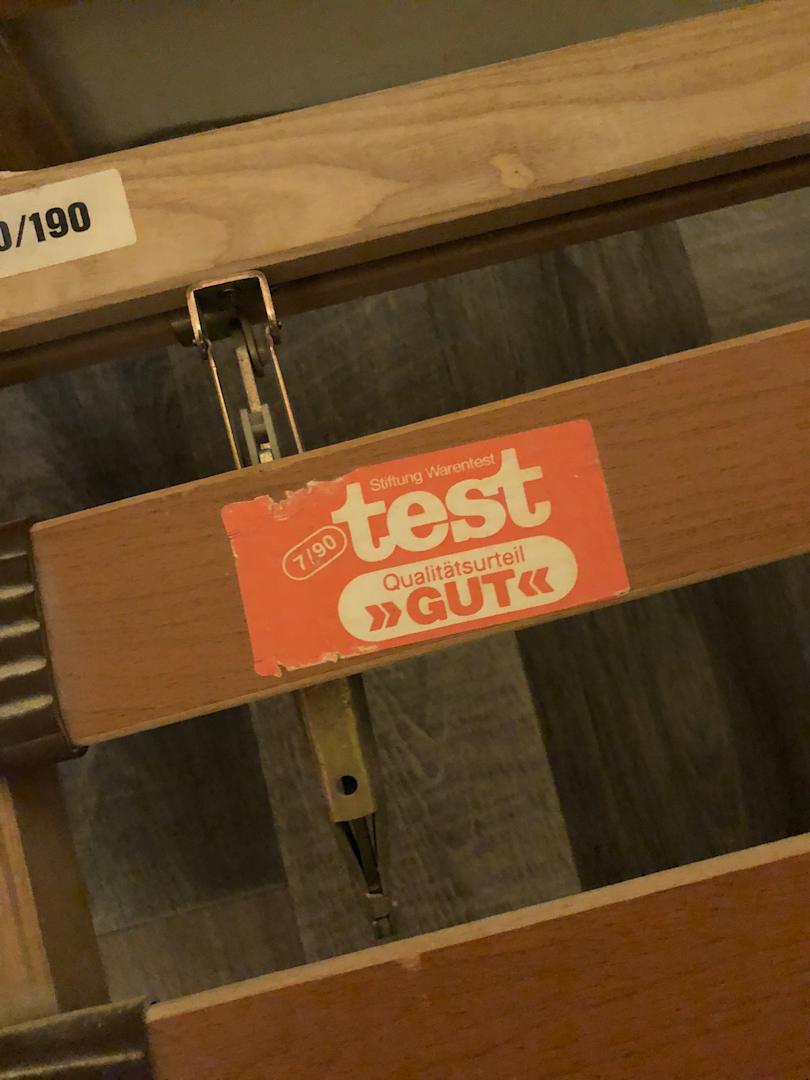 0/190
Stiftung Warentest
test
7/90
Qualitätsurteil
»GUT«